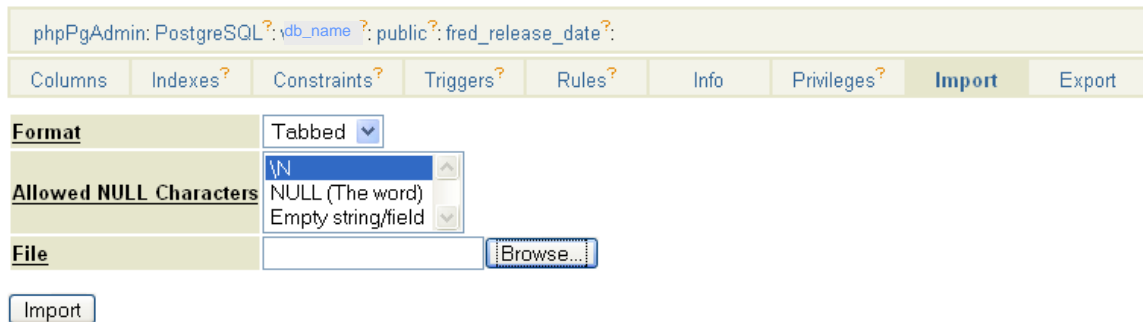 phpPgAdmin: PostgreSQL?: db_name ?: public?: fred_release_date?:
Columns Indexes? Constraints? Triggers? Rules? Info Privileges? Import Export
Format Tabbed
Allowed NULL Characters \N
NULL (The word)
Empty string/field
File Browse...
Import